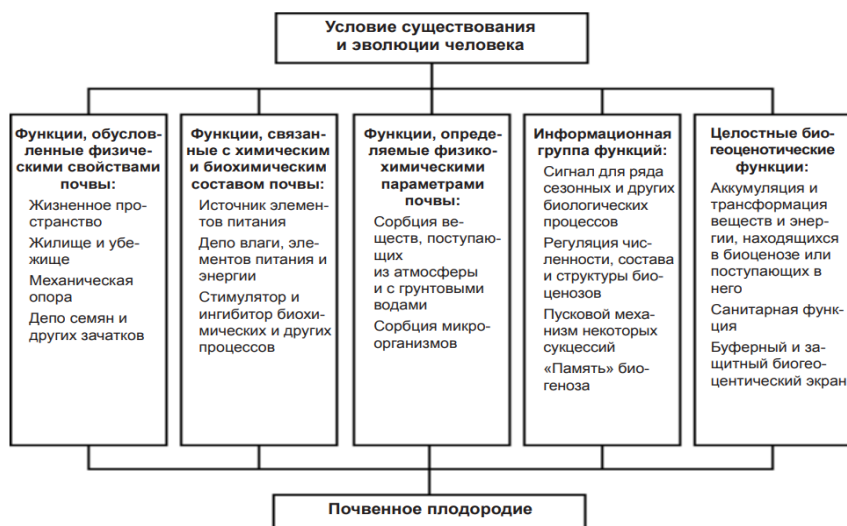 Условие существования
и эволюции человека
Функции, обуслов-
ленные физиче-
скими свойствами
почвы:
Жизненное про-
странство
Жилище и убе-
жище
Механическая
опора
Депо семян и
других зачатков
Функции, связан-
ные с химическим
и биохимическим
составом почвы:
Источник элемен-
тов питания
Депо влаги, эле-
ментов питания и
энергии
Стимулятор и
ингибитор биохи-
мических и других
процессов
Функции, опреде-
ляемые физико-
химическими
параметрами
почвы:
Сорбция ве-
ществ, поступаю-
щих
из атмосферы
и с грунтовыми
водами
Сорбция микро-
организмов
Информационная
группа функций:
Сигнал для ряда
сезонных и других
биологических
процессов
Регуляция чис-
ленности, состава
и структуры био-
ценозов
Пусковой меха-
низм некоторых
сукцессий
«Память» био-
геноза
Целостные био-
геоценотические
функции:
Аккумуляция и
трансформация
веществ и энер-
гии, находящихся
в биоценозе или
поступающих в
него
Санитарная функ-
ция
Буферный и за-
щитный биогео-
центический экран
Почвенное плодородие